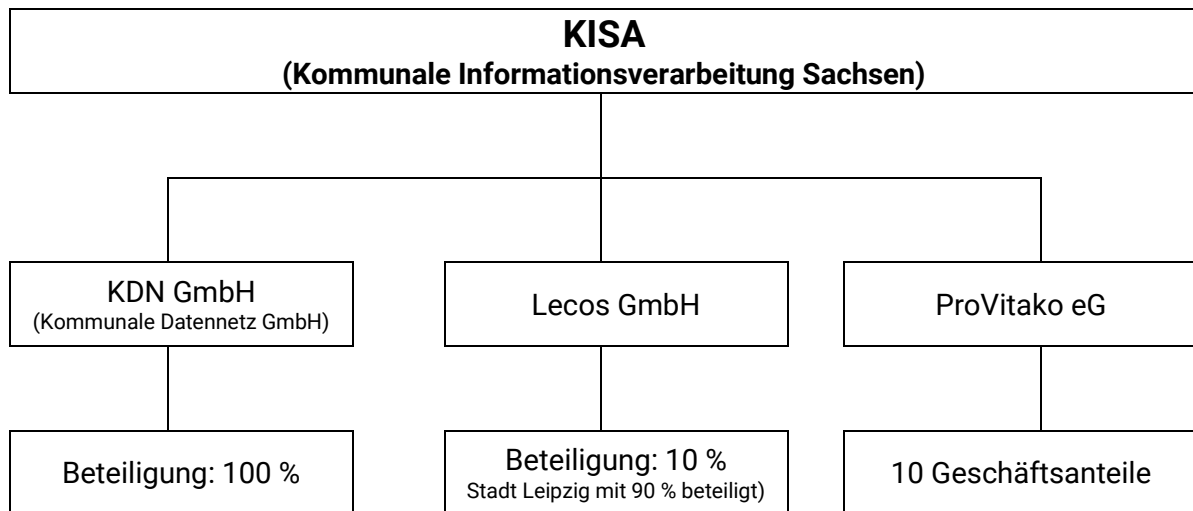 KISA
(Kommunale Informationsverarbeitung Sachsen)
KDN GmbH
(Kommunale Datennetz GmbH)
Lecos GmbH
ProVitako eG
Beteiligung: 100 %
Beteiligung: 10 %
Stadt Leipzig mit 90 % beteiligt)
10 Geschäftsanteile